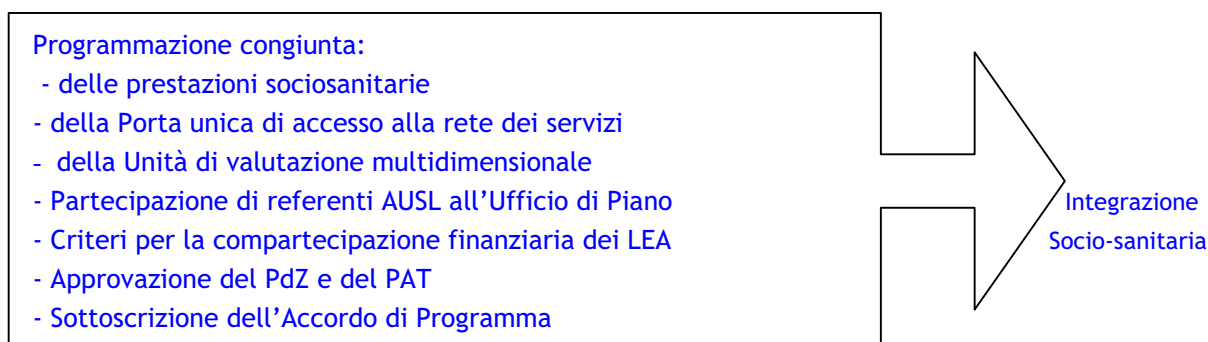 Programmazione congiunta:
- delle prestazioni sociosanitarie
- della Porta unica di accesso alla rete dei servizi
- della Unità di valutazione multidimensionale
- Partecipazione di referenti AUSL all’Ufficio di Piano
- Criteri per la compartecipazione finanziaria dei LEA
- Approvazione del PdZ e del PAT
- Sottoscrizione dell’Accordo di Programma
Integrazione
Socio-sanitaria